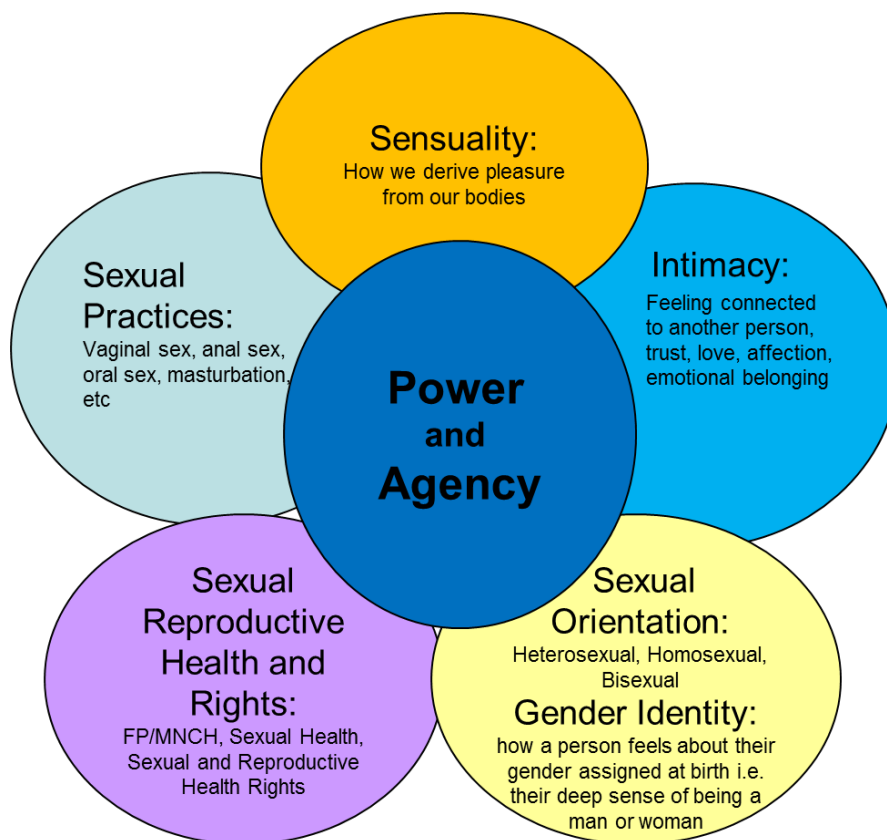 Sensuality:
How we derive pleasure
from our bodies
Sexual
Practices:
Vaginal sex, anal sex,
oral sex, masturbation,
etc
Intimacy:
Feeling connected
to another person,
trust, love, affection,
emotional belonging
Power
and
Agency
Sexual
Reproductive
Health and
Rights:
FP/MNCH, Sexual Health,
Sexual and Reproductive
Health Rights
Sexual
Orientation:
Heterosexual, Homosexual,
Bisexual
Gender Identity:
how a person feels about their
gender assigned at birth i.e.
their deep sense of being a
man or woman